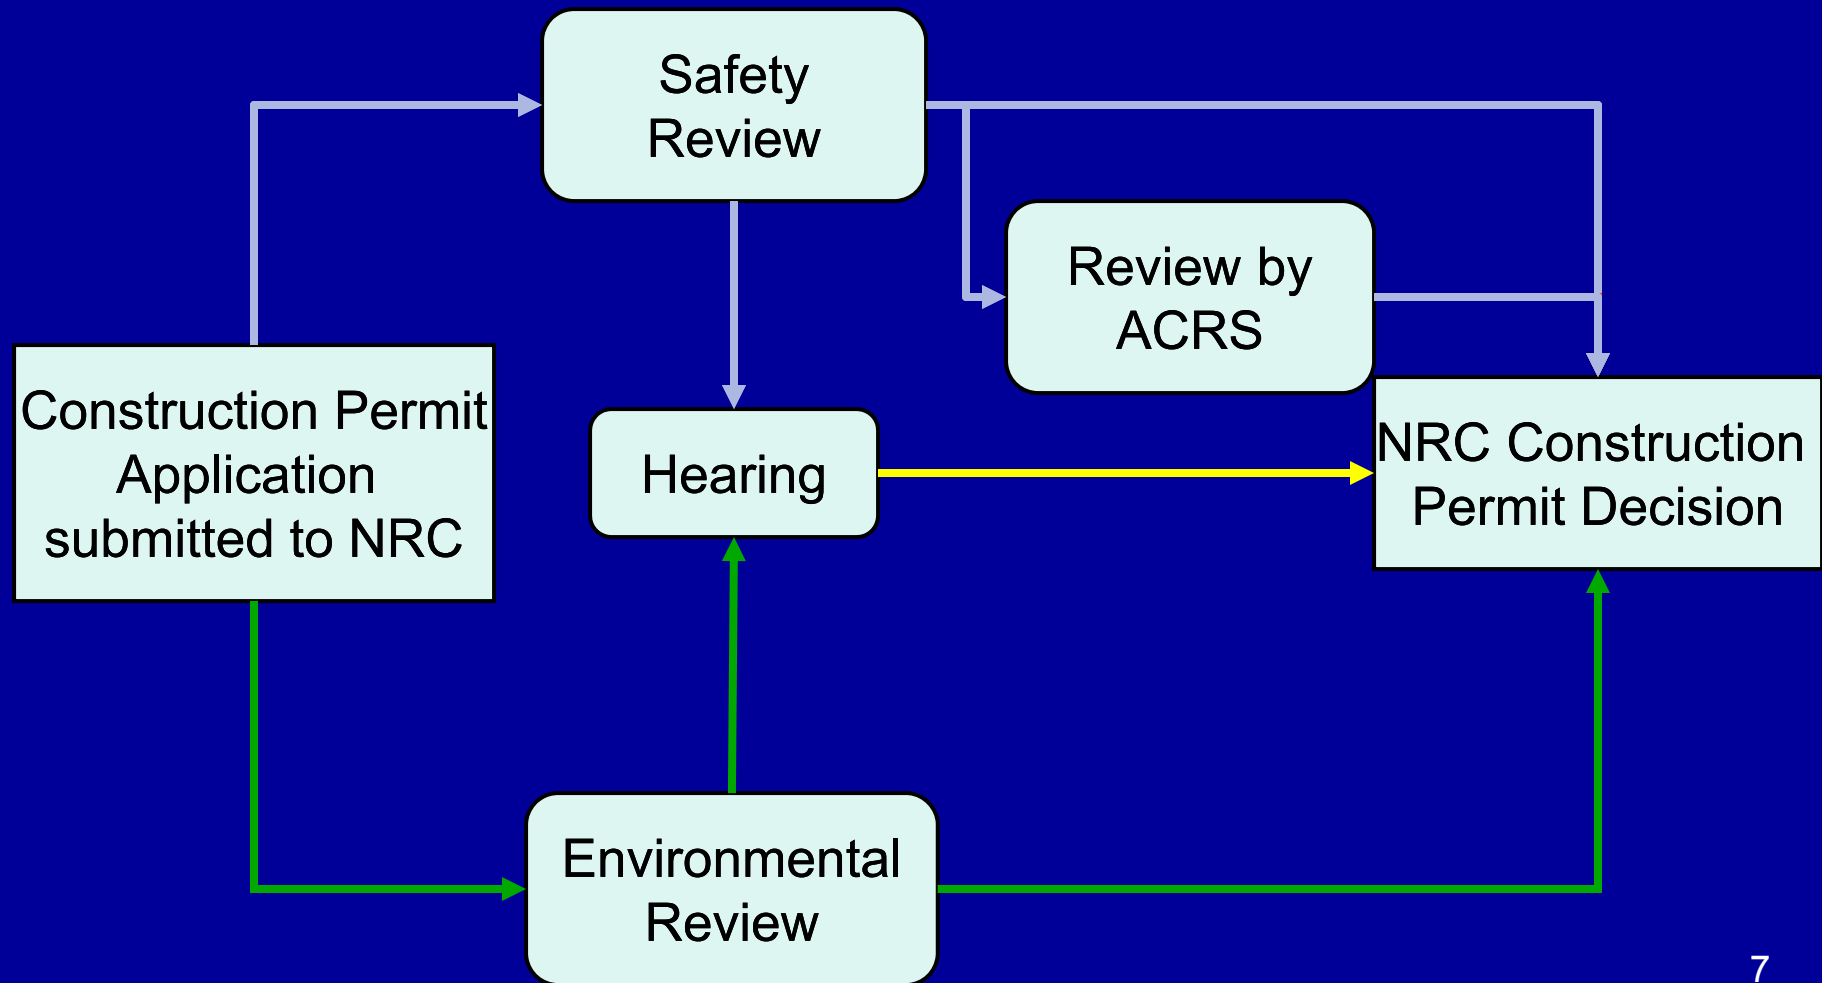 Safety
Review
Review by
ACRS
Construction Permit
Application
submitted to NRC
Hearing
NRC Construction
Permit Decision
Environmental
Review
7